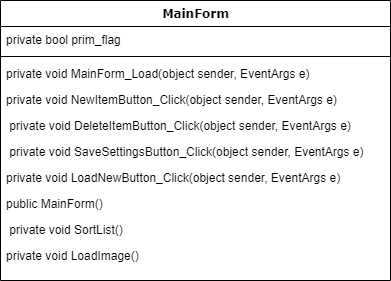 MainForm
private bool prim_flag
private void MainForm_Load(object sender, EventArgs e)
private void NewItemButton_Click(object sender, EventArgs e)
private void DeleteItemButton_Click(object sender, EventArgs e)
private void SaveSettingsButton_Click(object sender, EventArgs e)
private void LoadNewButton_Click(object sender, EventArgs e)
public MainForm()
private void SortList()
private void LoadImage()